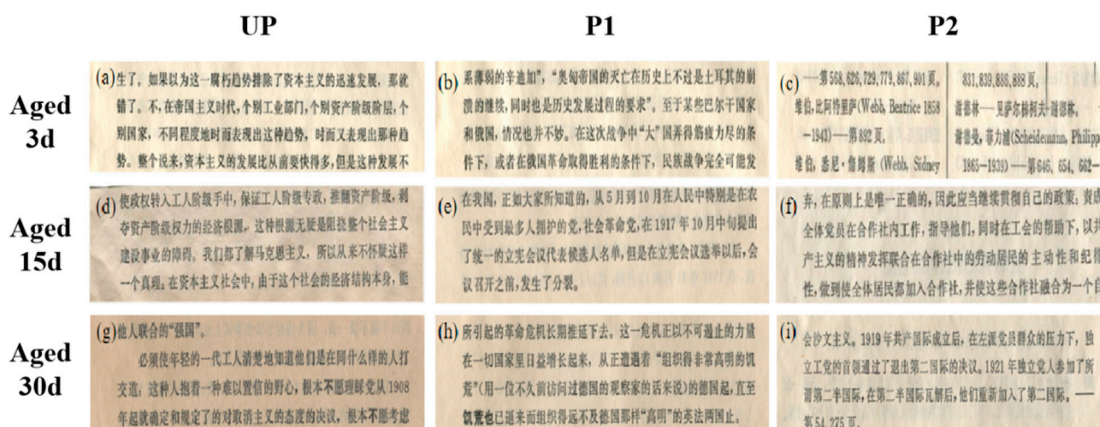 UP
P1
P2
Aged
3d
(a) 生了。如果以为这一腐朽趋势排除了资本主义的迅速发展,那就
错了。不,在帝国主义时代,个别工业部门,个别资产阶级阶层,个
别国家,不同程度地时而表现出这种趋势,时而又表现出那种趋
势。整个说来,资本主义的发展比从前要快得多,但是这种发展不
(b) 系薄弱的辛迪加”,“奥匈帝国的灭亡在历史上不过是土耳其的崩
溃的继续,同时也是历史发展过程的要求”。至于某些巴尔干国家
和俄国,情况也并不妙。在这次战争中“大”国弄得筋疲力尽的条
件下,或者在俄国革命取得胜利的条件下,民族战争完全可能发
(c) ——第568,626,729,779,867,901页。
维伯,比阿特里萨(Webb, Beatrice 1858
—1943)——第892页。
维伯,悉尼·詹姆斯 (Webb, Sidney
831,839,886,888页。
谢德林——见萨尔梯柯夫-谢德林。
谢德曼,菲力浦(Scheidemann, Philipp
1865—1939)——第646, 654, 662—
Aged
15d
(d) 使政权转入工人阶级手中,保证工人阶级专政,推翻资产阶级,剥
夺资产阶级权力的经济根源,这种根源无疑是阻挠整个社会主义
建设事业的障碍。我们都了解马克思主义,所以从来不怀疑这样
一个真理:在资本主义社会中,由于这个社会的经济结构本身,能
(e) 在我国,正如大家所知道的,从5月到10月在人民中特别是在农
民中受到最多人拥护的党,社会革命党,在1917年10月中旬提出
了统一的立宪会议代表候选人名单,但是在立宪会议选举以后,会
议召开之前,发生了分裂。
(f) 弃,在原则上是唯一正确的,因此应当继续贯彻自己的政策:责成
全体党员在合作社内工作,指导他们,同时在工会的帮助下,以共
产主义的精神发挥联合在合作社中的劳动居民的主动性和纪律
性,做到使全体居民都加入合作社,并使这些合作社融合为一个自
Aged
30d
(g) 他人联合的“强国”。
必须使年轻的一代工人清楚地知道他们是在同什么样的人打
交道;这种人抱着一种难以置信的野心,根本不愿理睬党从1908
年起就确定和规定了的对取消主义的态度的决议,根本不愿考虑
(h) 所引起的革命危机长期推延下去。这一危机正以不可遏止的力量
在一切国家里日益增长起来,从正遭遇着“组织得非常高明的饥
荒”(用一位不久前访问过德国的观察家的话来说)的德国起,直至
饥荒也已逼来而组织得远不及德国那样“高明”的英法两国止。
(i) 会沙文主义。1919年共产国际成立后,在左派党员群众的压力下,独
立工党的首领通过了退出第二国际的决议。1921年独立党人参加了所
谓第二半国际,在第二半国际瓦解后,他们重新加入了第二国际。——
第54,275页。